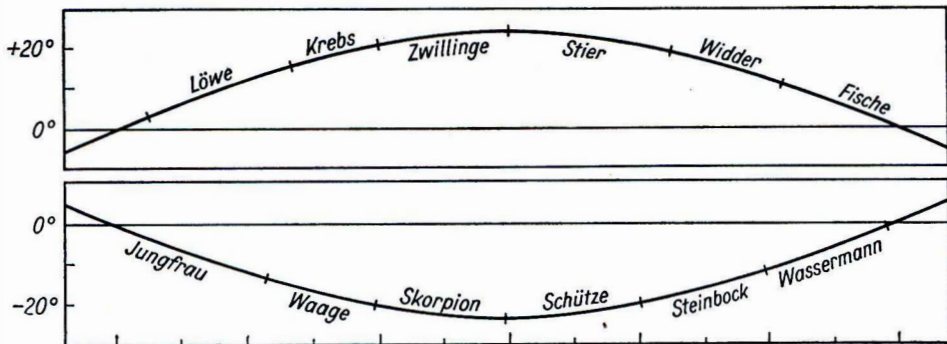 +20°
Krebs
Zwillinge
Stier
Widder
Löwe
Fische
0°
0°
Jungfrau
Wassermann
Waage
Skorpion
Schütze
Steinbock
-20°